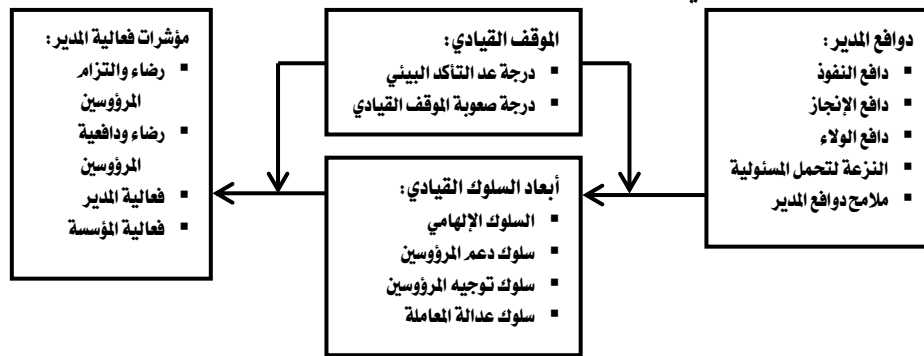 دوافع المدير:
▪ دافع النفوذ
▪ دافع الإنجاز
▪ دافع الولاء
▪ النزعة لتحمل المسئولية
▪ ملامح دوافع المدير
الموقف القيادي:
▪ درجة عد التأكد البيئي
▪ درجة صعوبة الموقف القيادي
أبعاد السلوك القيادي:
▪ السلوك الإلهامي
▪ سلوك دعم المرؤوسين
▪ سلوك توجيه المرؤوسين
▪ سلوك عدالة المعاملة
مؤشرات فعالية المدير:
▪ رضاء والتزام
المرؤوسين
▪ رضاء ودافعية
المرؤوسين
▪ فعالية المدير
▪ فعالية المؤسسة